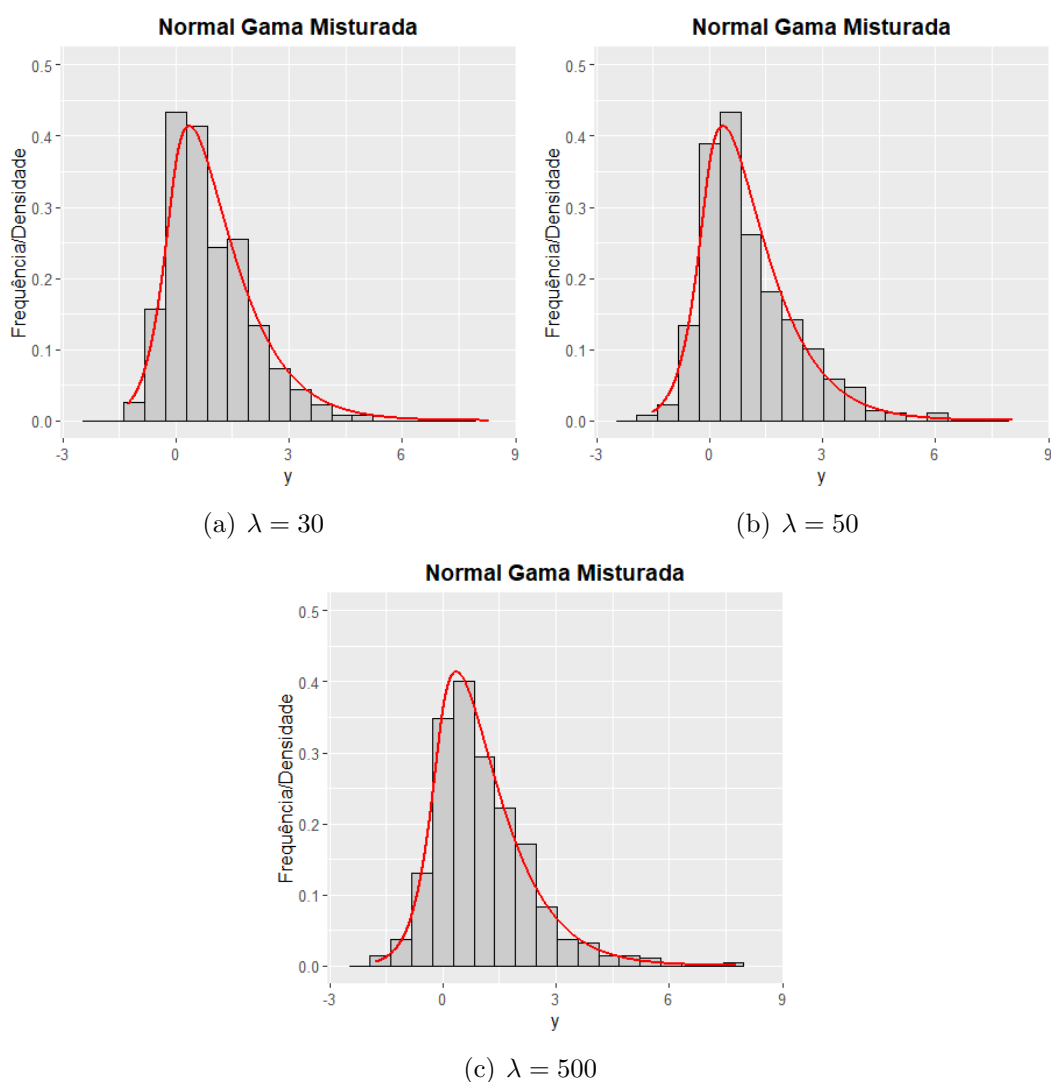 Normal Gama Misturada
Frequência/Densidade
0.5
0.4
0.3
0.2
0.1
0.0
-3 0 3 6 9
y
(a) λ = 30
Normal Gama Misturada
Frequência/Densidade
0.5
0.4
0.3
0.2
0.1
0.0
-3 0 3 6 9
y
(b) λ = 50
Normal Gama Misturada
Frequência/Densidade
0.5
0.4
0.3
0.2
0.1
0.0
-3 0 3 6 9
y
(c) λ = 500